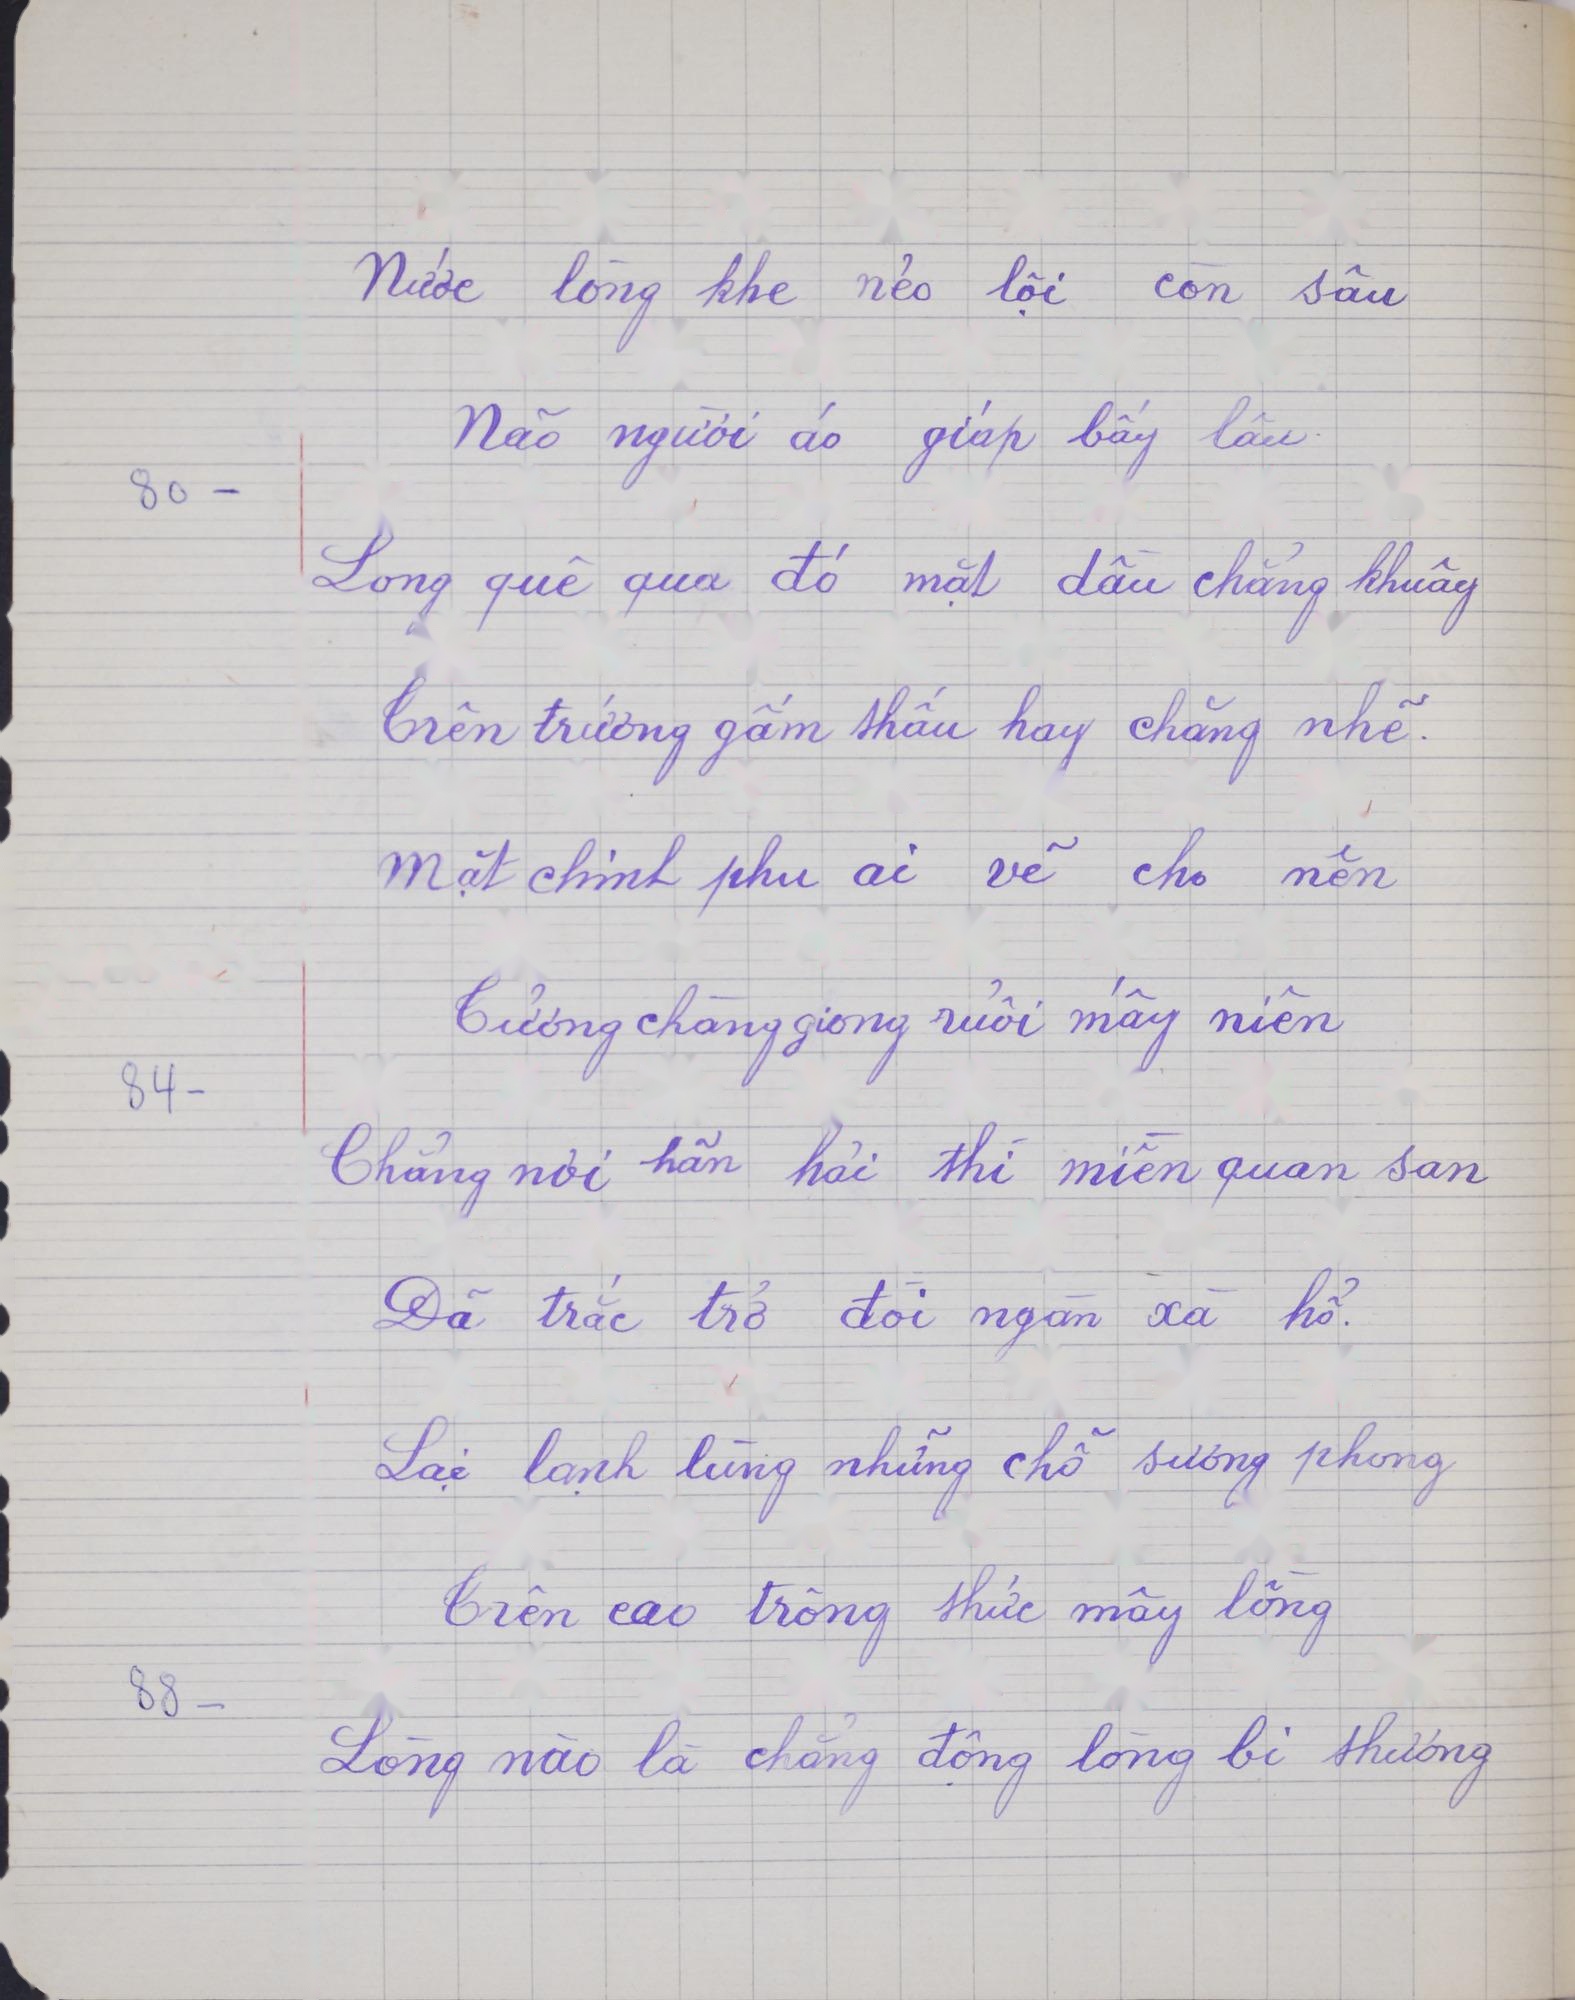 Nước lòng khe nẻo lội còn sâu
Não người áo giáp bấy lâu.
80 -
Lòng quê qua đó mặt dầu chẳng khuây
Trên trướng gấm thấu hay chăng nhẽ.
Mặt chinh phu ai vẽ cho nên
Tưởng chàng giong ruổi mấy niên
84 -
Chẳng nơi hãn hải thì miền quan san
Đã trắc trở đòi ngàn xà hổ.
Lại lạnh lùng những chỗ sương phong
Trên cao trông thức mây lồng
88 -
Lòng nào là chẳng động lòng bi thương